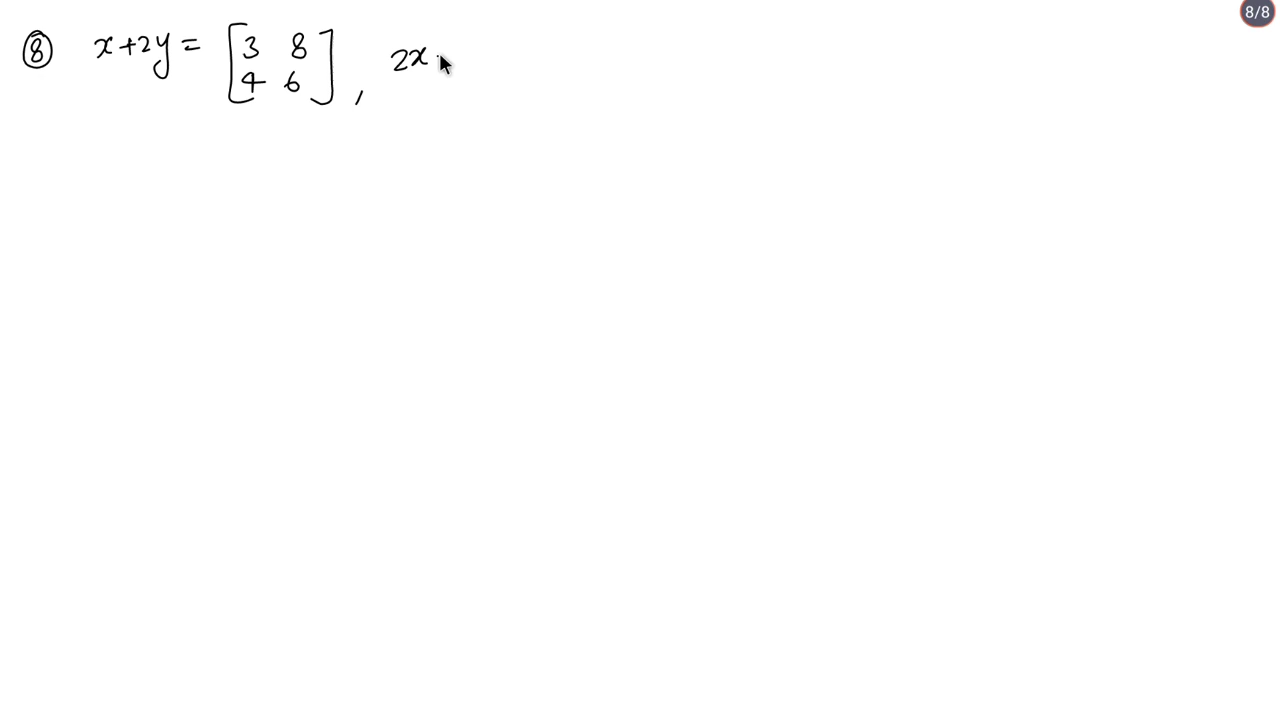 8/8
⑧ x+2y = [3 8
4 6], 2x